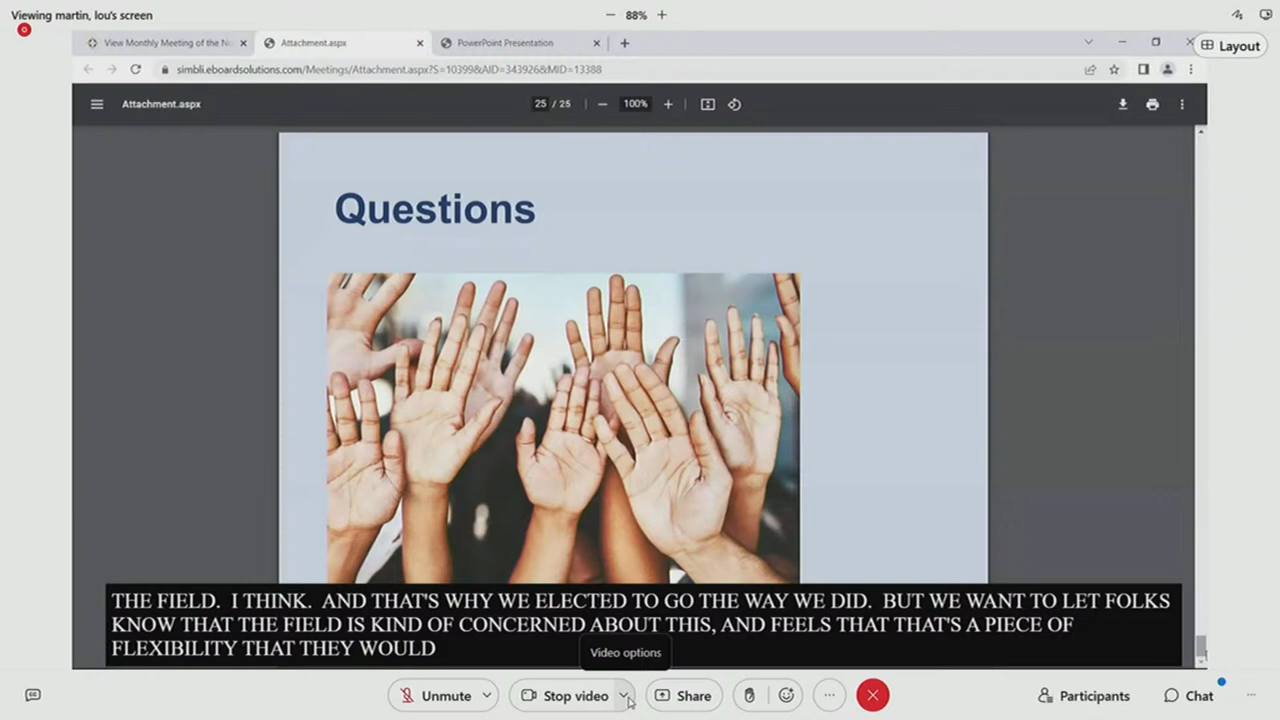 Viewing martin, lou's screen
88%
Layout
View Monthly Meeting of the N
Attachment.aspx
PowerPoint Presentation
simbli.eboardsolutions.com/Meetings/Attachment.aspx?S=10399&AID=343926&MID=13388
Attachment.aspx
25 / 25
100%
Questions
THE FIELD. I THINK. AND THAT'S WHY WE ELECTED TO GO THE WAY WE DID. BUT WE WANT TO LET FOLKS
KNOW THAT THE FIELD IS KIND OF CONCERNED ABOUT THIS, AND FEELS THAT THAT'S A PIECE OF
FLEXIBILITY THAT THEY WOULD
Video options
Unmute
Stop video
Share
Participants
Chat